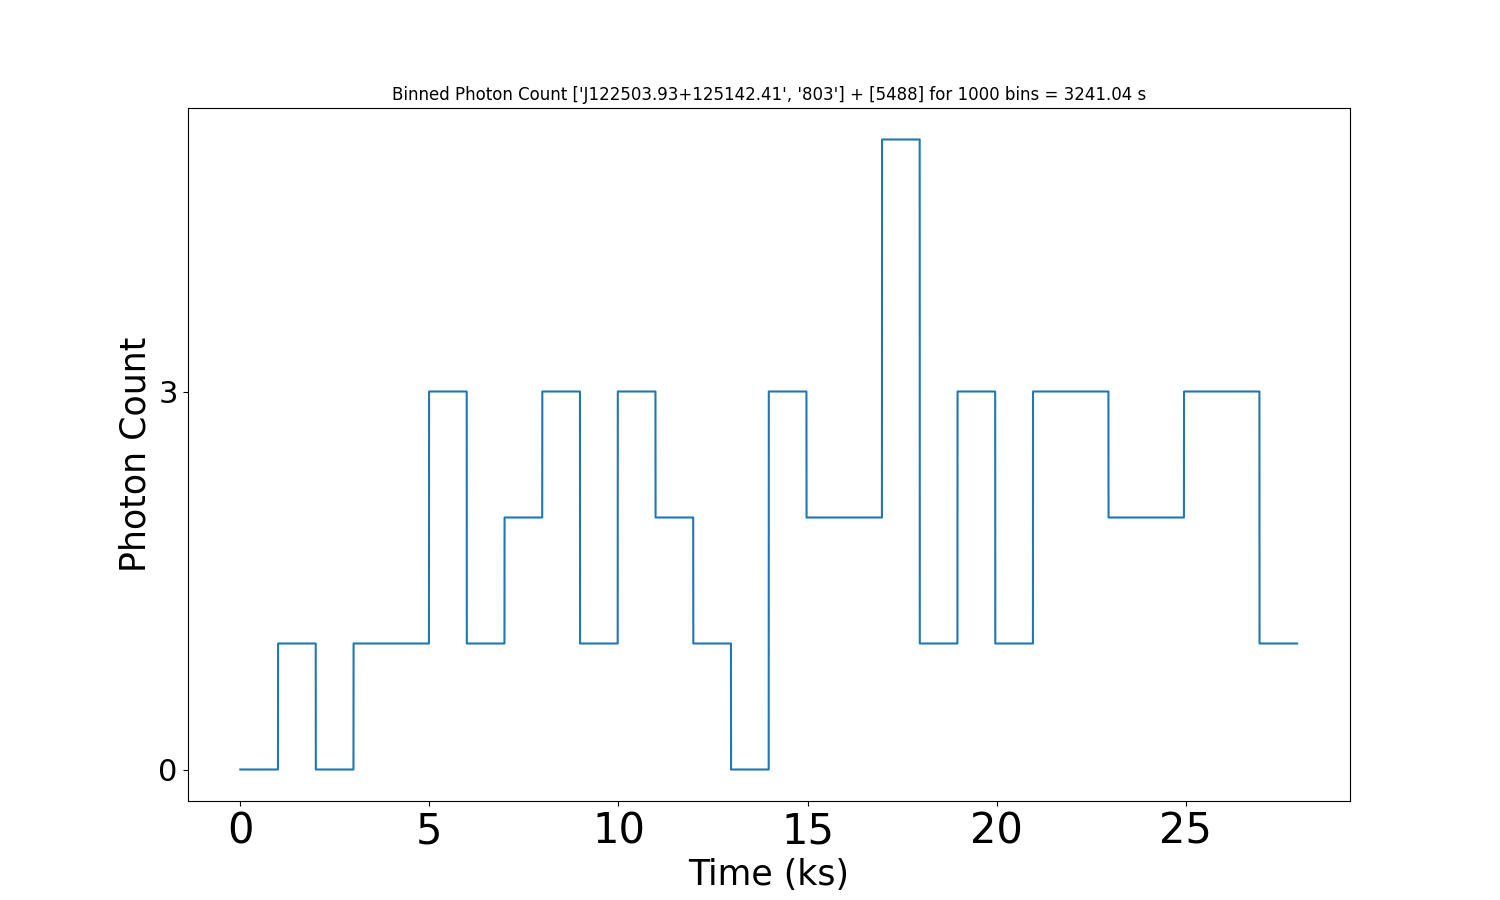 Binned Photon Count ['J122503.93+125142.41', '803'] + [5488] for 1000 bins = 3241.04 s
Photon Count
3
0
0 5 10 15 20 25
Time (ks)